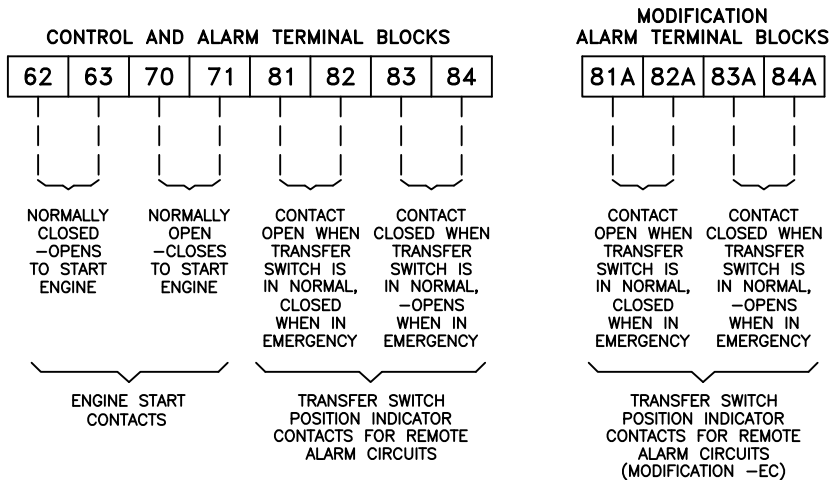 CONTROL AND ALARM TERMINAL BLOCKS
62 63 70 71 81 82 83 84
NORMALLY
CLOSED
–OPENS
TO START
ENGINE
NORMALLY
OPEN
–CLOSES
TO START
ENGINE
CONTACT
OPEN WHEN
TRANSFER
SWITCH IS
IN NORMAL,
CLOSED
WHEN IN
EMERGENCY
CONTACT
CLOSED WHEN
TRANSFER
SWITCH IS
IN NORMAL,
–OPENS
WHEN IN
EMERGENCY
ENGINE START
CONTACTS
TRANSFER SWITCH
POSITION INDICATOR
CONTACTS FOR REMOTE
ALARM CIRCUITS
MODIFICATION
ALARM TERMINAL BLOCKS
81A 82A 83A 84A
CONTACT
OPEN WHEN
TRANSFER
SWITCH IS
IN NORMAL,
CLOSED
WHEN IN
EMERGENCY
CONTACT
CLOSED WHEN
TRANSFER
SWITCH IS
IN NORMAL,
–OPENS
WHEN IN
EMERGENCY
TRANSFER SWITCH
POSITION INDICATOR
CONTACTS FOR REMOTE
ALARM CIRCUITS
(MODIFICATION –EC)